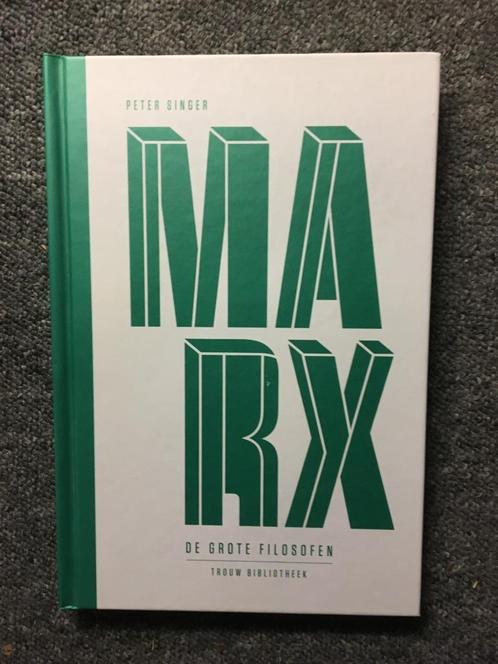 PETER SINGER
MA
RX
DE GROTE FILOSOFEN
TROUW BIBLIOTHEEK